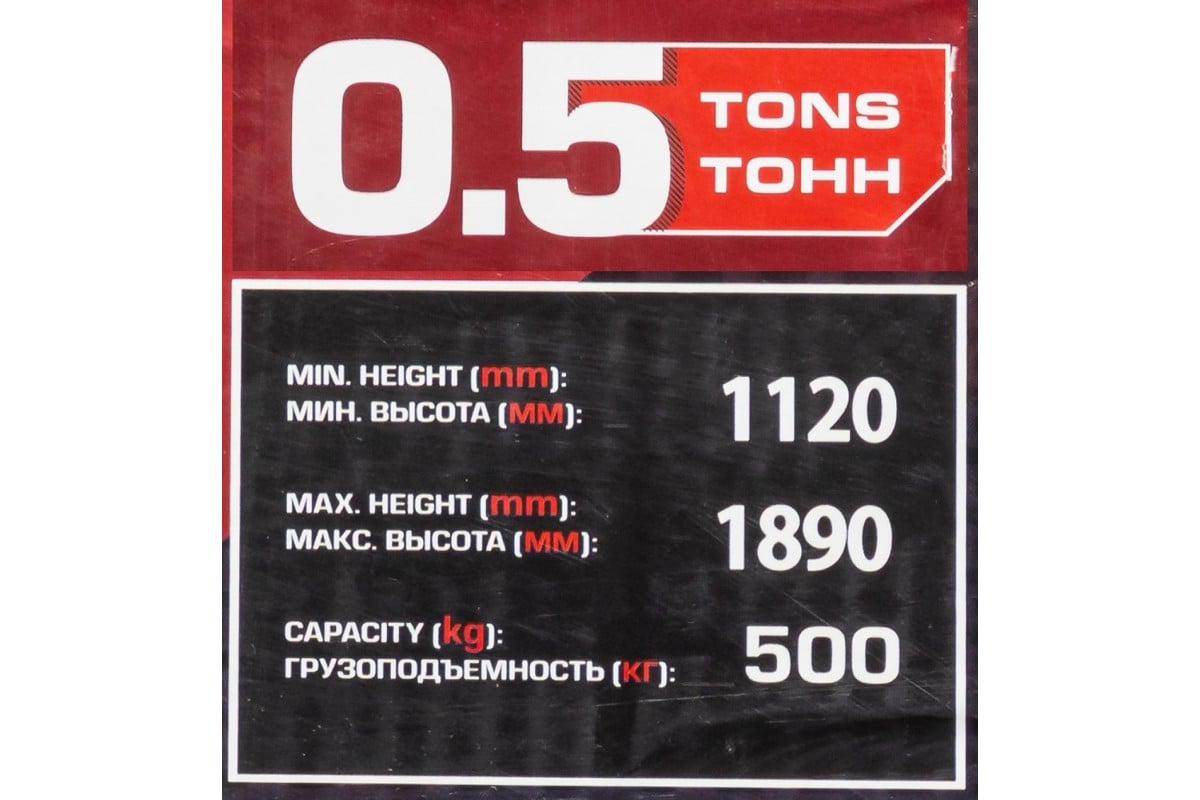 0.5 TONS
ТОНН
MIN. HEIGHT (mm): 1120
МИН. ВЫСОТА (ММ):
MAX. HEIGHT (mm): 1890
МАКС. ВЫСОТА (ММ):
CAPACITY (kg): 500
ГРУЗОПОДЪЕМНОСТЬ (КГ):